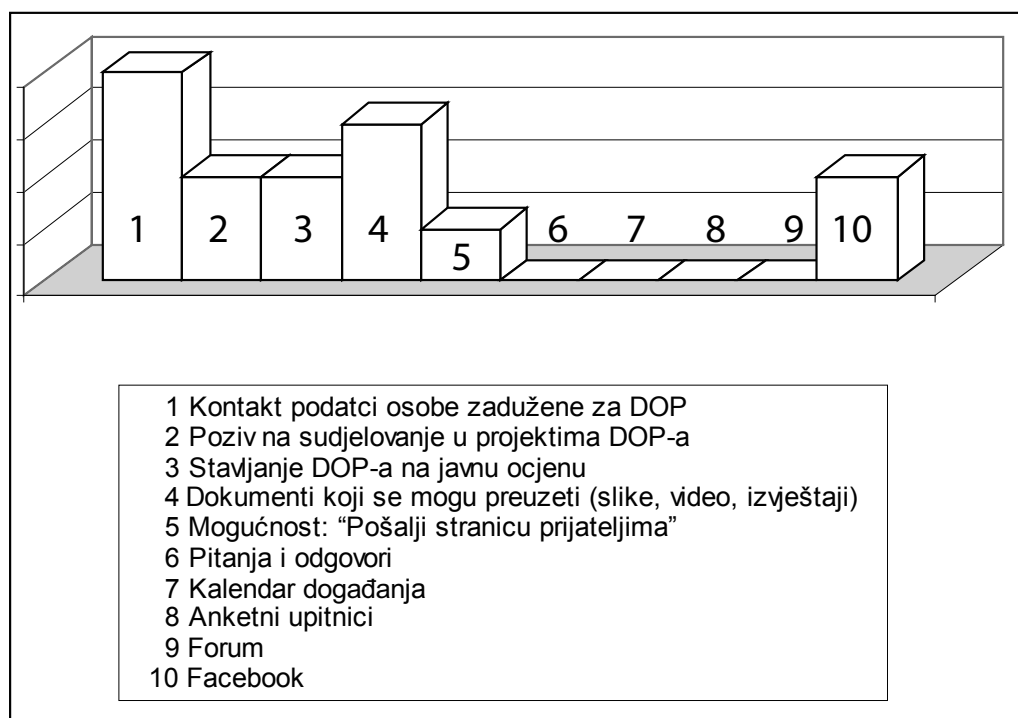 1
2
3
4
5
6
7
8
9
10
1 Kontakt podatci osobe zadužene za DOP
2 Poziv na sudjelovanje u projektima DOP-a
3 Stavljanje DOP-a na javnu ocjenu
4 Dokumenti koji se mogu preuzeti (slike, video, izvještaji)
5 Mogućnost: “Pošalji stranicu prijateljima”
6 Pitanja i odgovori
7 Kalendar događanja
8 Anketni upitnici
9 Forum
10 Facebook